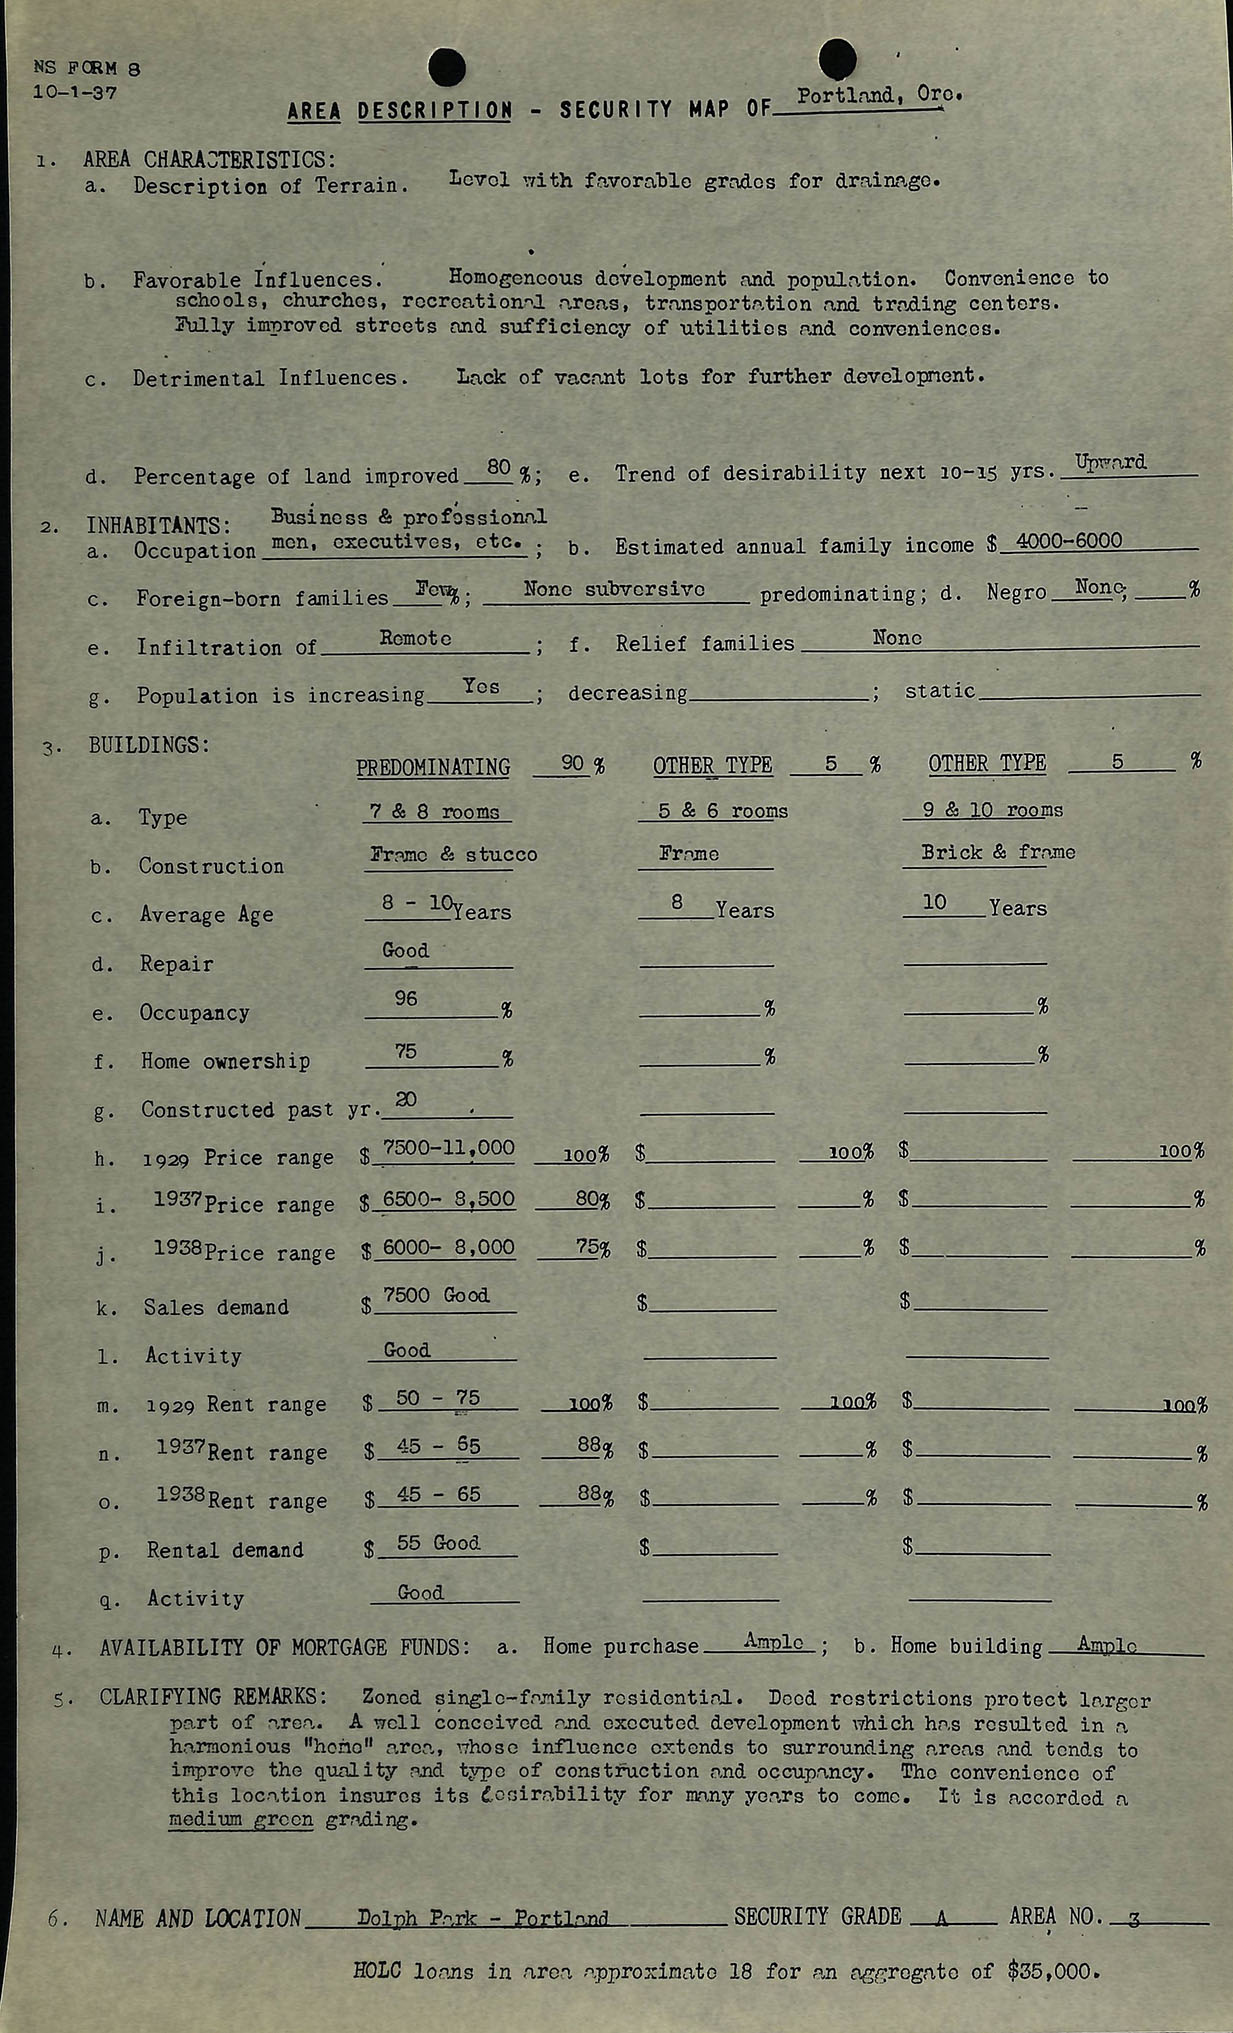 NS FORM 8
10-1-37
AREA DESCRIPTION - SECURITY MAP OF Portland, Ore.
1. AREA CHARACTERISTICS:
a. Description of Terrain. Level with favorable grades for drainage.
b. Favorable Influences. Homogeneous development and population. Convenience to
schools, churches, recreational areas, transportation and trading centers.
Fully improved streets and sufficiency of utilities and conveniences.
c. Detrimental Influences. Lack of vacant lots for further development.
d. Percentage of land improved 80 %; e. Trend of desirability next 10-15 yrs. Upward
2. INHABITANTS: Business & professional
a. Occupation men, executives, etc. ; b. Estimated annual family income $ 4000-6000
c. Foreign-born families Few%; None subversive predominating; d. Negro None; %
e. Infiltration of Remote ; f. Relief families None
g. Population is increasing Yes ; decreasing ; static
3. BUILDINGS:
PREDOMINATING 90 % OTHER TYPE 5 % OTHER TYPE 5 %
a. Type 7 & 8 rooms 5 & 6 rooms 9 & 10 rooms
b. Construction Frame & stucco Frame Brick & frame
c. Average Age 8 - 10 Years 8 Years 10 Years
d. Repair Good
e. Occupancy 96 % % %
f. Home ownership 75 % % %
g. Constructed past yr. 20
h. 1929 Price range $ 7500-11,000 100% $ 100% $ 100%
i. 1937 Price range $ 6500- 8,500 80% $ % $ %
j. 1938 Price range $ 6000- 8,000 75% $ % $ %
k. Sales demand $ 7500 Good $ $
l. Activity Good
m. 1929 Rent range $ 50 - 75 100% $ 100% $ 100%
n. 1937 Rent range $ 45 - 65 88% $ % $ %
o. 1938 Rent range $ 45 - 65 88% $ % $ %
p. Rental demand $ 55 Good $ $
q. Activity Good
4. AVAILABILITY OF MORTGAGE FUNDS: a. Home purchase Ample ; b. Home building Ample
5. CLARIFYING REMARKS: Zoned single-family residential. Deed restrictions protect larger
part of area. A well conceived and executed development which has resulted in a
harmonious "home" area, whose influence extends to surrounding areas and tends to
improve the quality and type of construction and occupancy. The convenience of
this location insures its desirability for many years to come. It is accorded a
medium green grading.
6. NAME AND LOCATION Dolph Park - Portland SECURITY GRADE A AREA NO. 3
HOLC loans in area approximate 18 for an aggregate of $35,000.